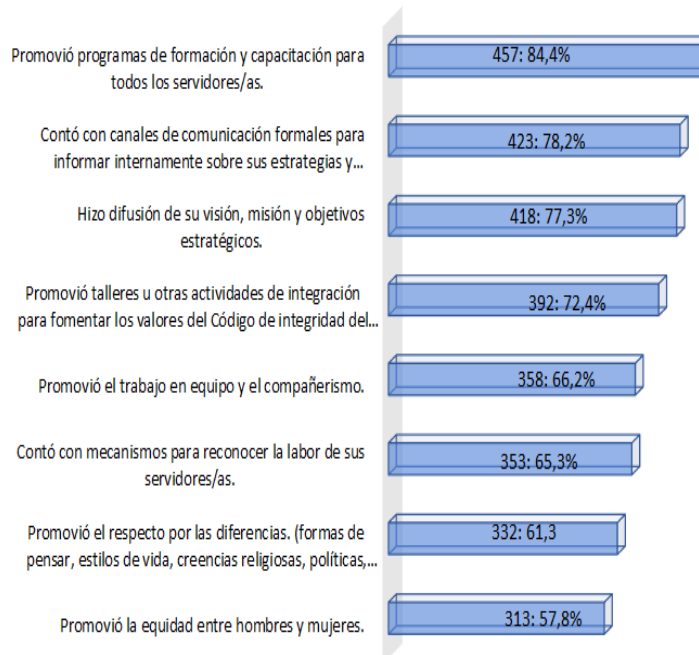 Promovió programas de formación y capacitación para
todos los servidores/as.
457: 84,4%
Contó con canales de comunicación formales para
informar internamente sobre sus estrategias y...
423: 78,2%
Hizo difusión de su visión, misión y objetivos
estratégicos.
418: 77,3%
Promovió talleres u otras actividades de integración
para fomentar los valores del Código de integridad del...
392: 72,4%
Promovió el trabajo en equipo y el compañerismo.
358: 66,2%
Contó con mecanismos para reconocer la labor de sus
servidores/as.
353: 65,3%
Promovió el respecto por las diferencias. (formas de
pensar, estilos de vida, creencias religiosas, políticas,...
332: 61,3
Promovió la equidad entre hombres y mujeres.
313: 57,8%